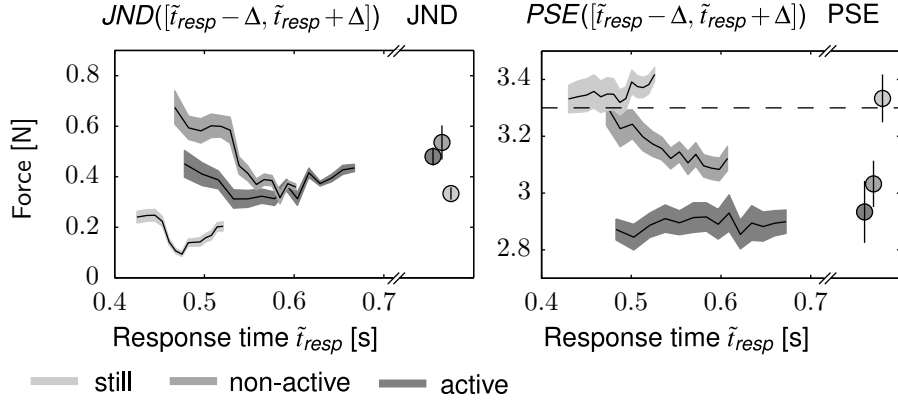 JND([t̃resp − Δ, t̃resp + Δ]) JND
PSE([t̃resp − Δ, t̃resp + Δ]) PSE
Force [N]
0.8
0.6
0.4
0.2
0
0.4 0.5 0.6 0.7
Response time t̃resp [s]
3.4
3.2
3
2.8
0.4 0.5 0.6 0.7
Response time t̃resp [s]
still non-active active